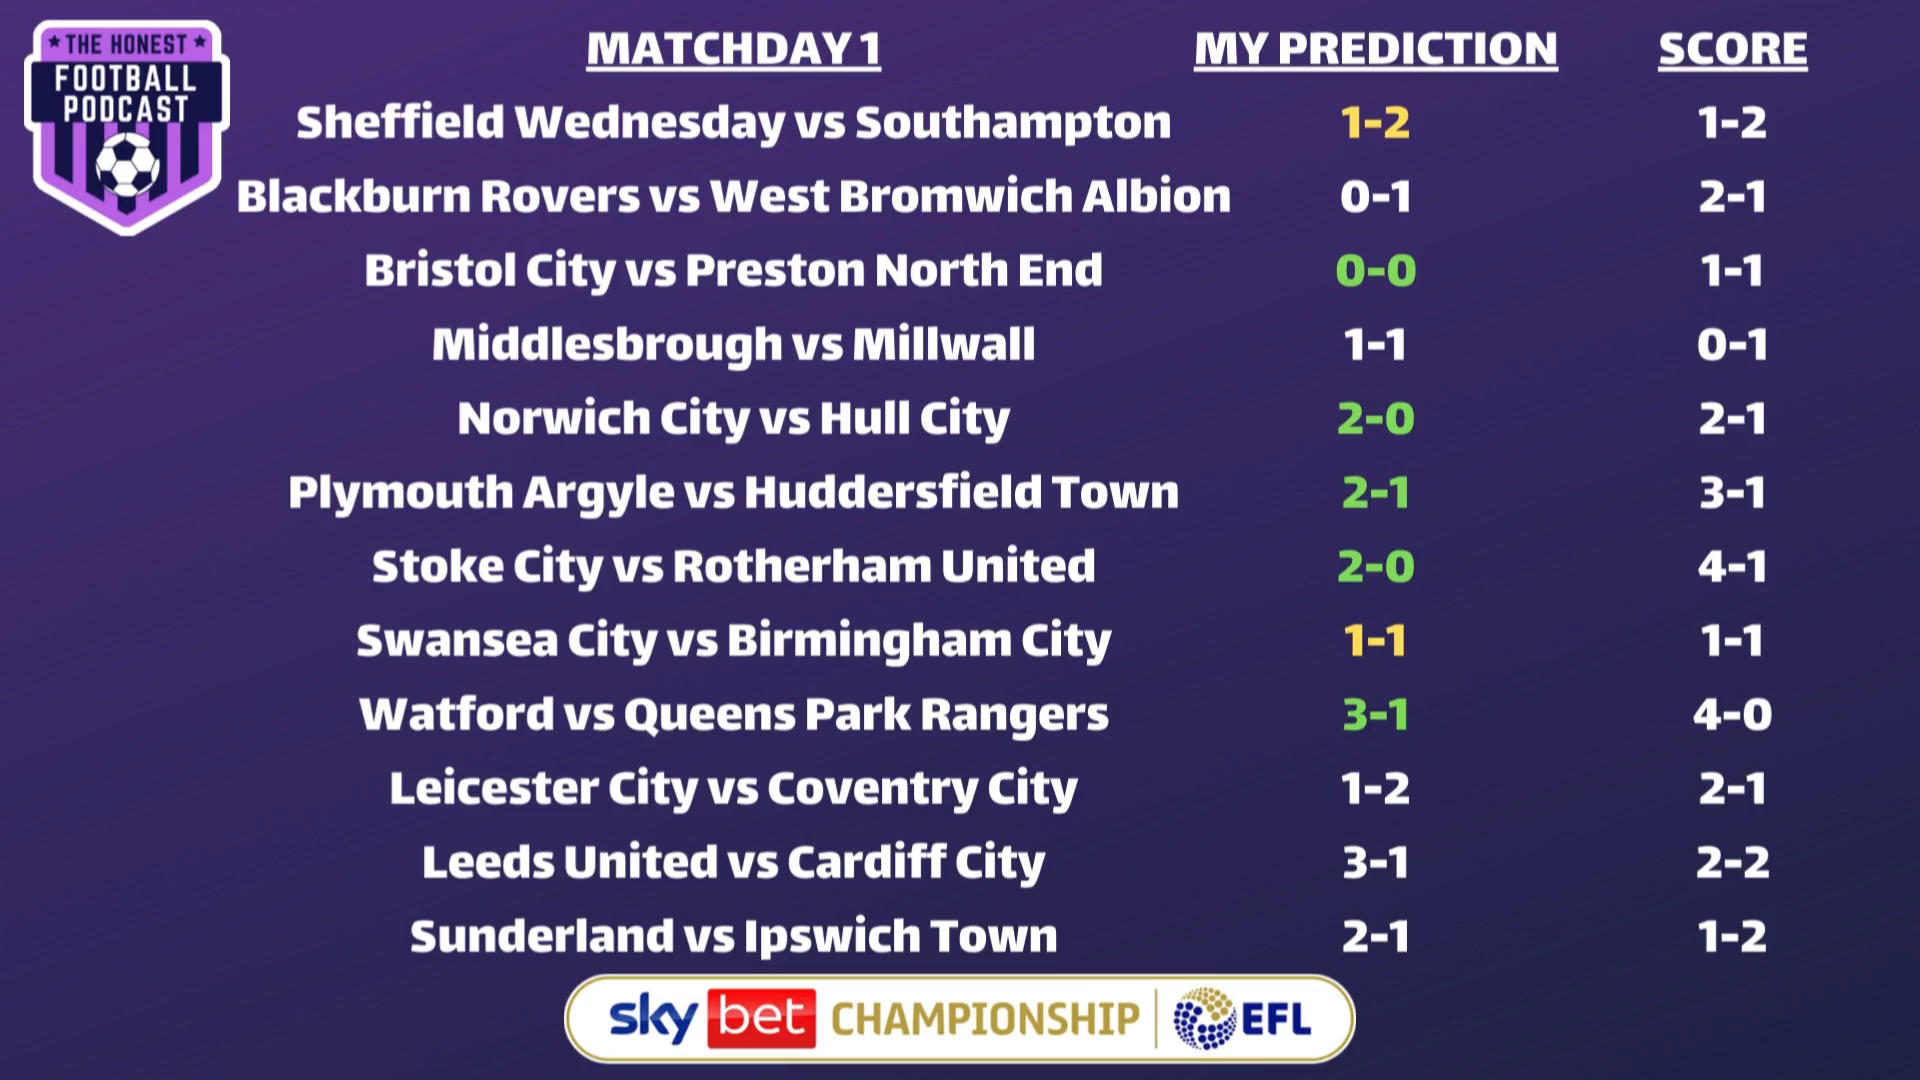 ★ THE HONEST ★
FOOTBALL
PODCAST
MATCHDAY 1 MY PREDICTION SCORE
Sheffield Wednesday vs Southampton 1-2 1-2
Blackburn Rovers vs West Bromwich Albion 0-1 2-1
Bristol City vs Preston North End 0-0 1-1
Middlesbrough vs Millwall 1-1 0-1
Norwich City vs Hull City 2-0 2-1
Plymouth Argyle vs Huddersfield Town 2-1 3-1
Stoke City vs Rotherham United 2-0 4-1
Swansea City vs Birmingham City 1-1 1-1
Watford vs Queens Park Rangers 3-1 4-0
Leicester City vs Coventry City 1-2 2-1
Leeds United vs Cardiff City 3-1 2-2
Sunderland vs Ipswich Town 2-1 1-2
sky bet CHAMPIONSHIP EFL